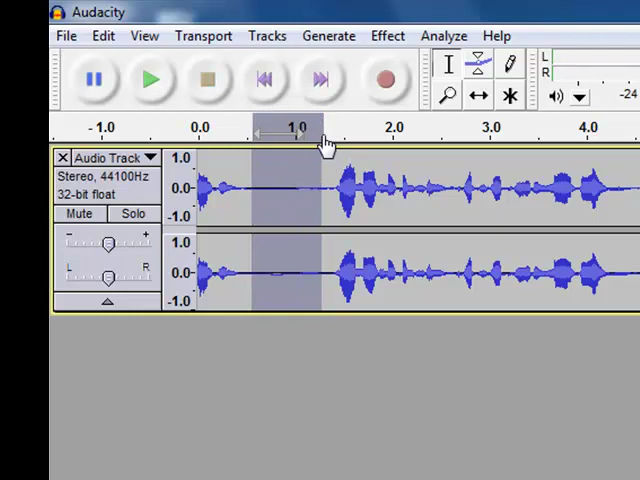 Audacity
File Edit View Transport Tracks Generate Effect Analyze Help
L
R
-24
- 1.0 0.0 1.0 2.0 3.0 4.0
Audio Track 1.0
Stereo, 44100Hz
32-bit float 0.0
Mute Solo -1.0
- + 1.0
L R 0.0
-1.0